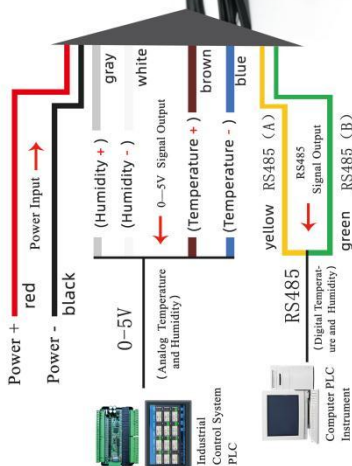 Power +
red
Power Input
Power -
black
gray
(Humidity +)
white
(Humidity -)
0—5V Signal Output
brown
(Temperature +)
blue
(Temperature -)
0-5V
(Analog Temperature
and Humidity)
Industrial
Control System
PLC
yellow RS485 (A)
RS485
Signal Output
green RS485 (B)
RS485
(Digital Temperat-
ure and Humidity)
Computer PLC
Instrument